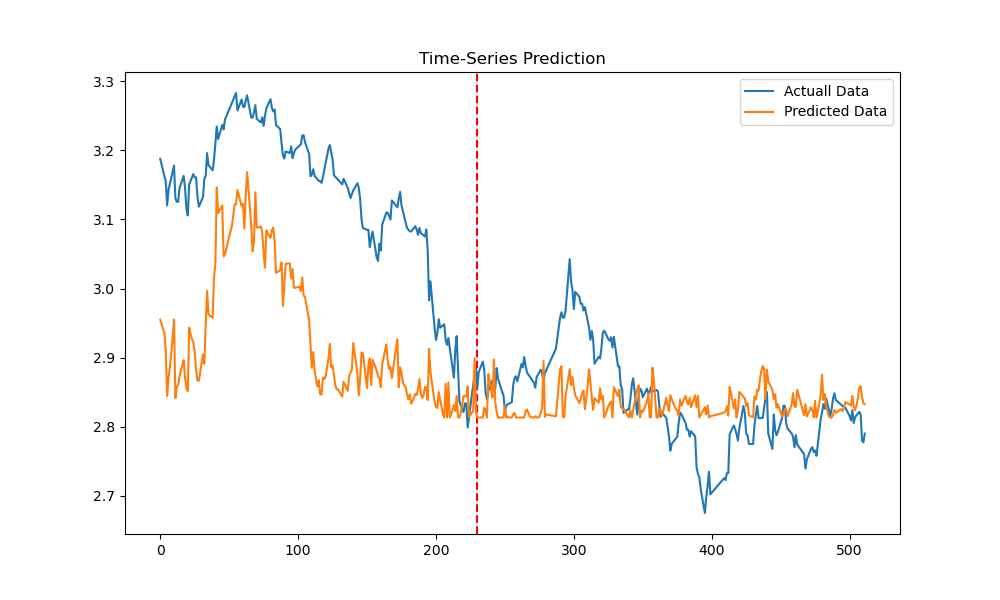 Time-Series Prediction
Actuall Data
Predicted Data
3.3
3.2
3.1
3.0
2.9
2.8
2.7
0 100 200 300 400 500